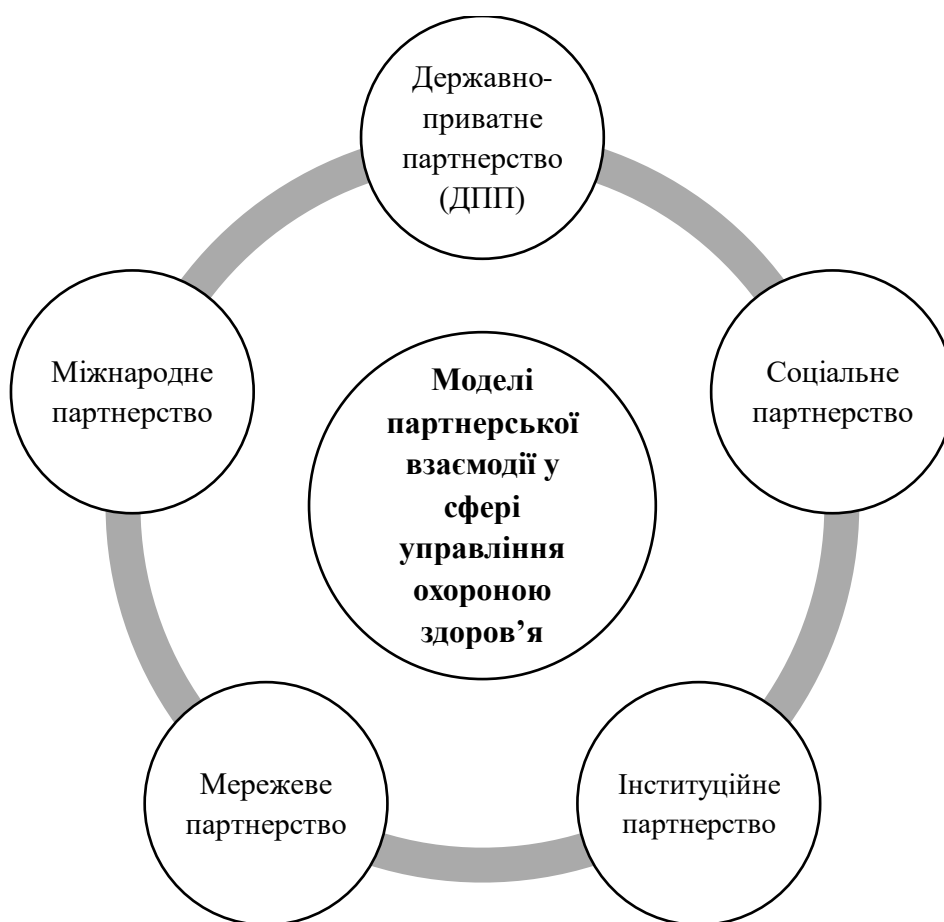 Державно-
приватне
партнерство
(ДПП)
Міжнародне
партнерство
Соціальне
партнерство
Моделі
партнерської
взаємодії у
сфері
управління
охороною
здоров’я
Мережеве
партнерство
Інституційне
партнерство